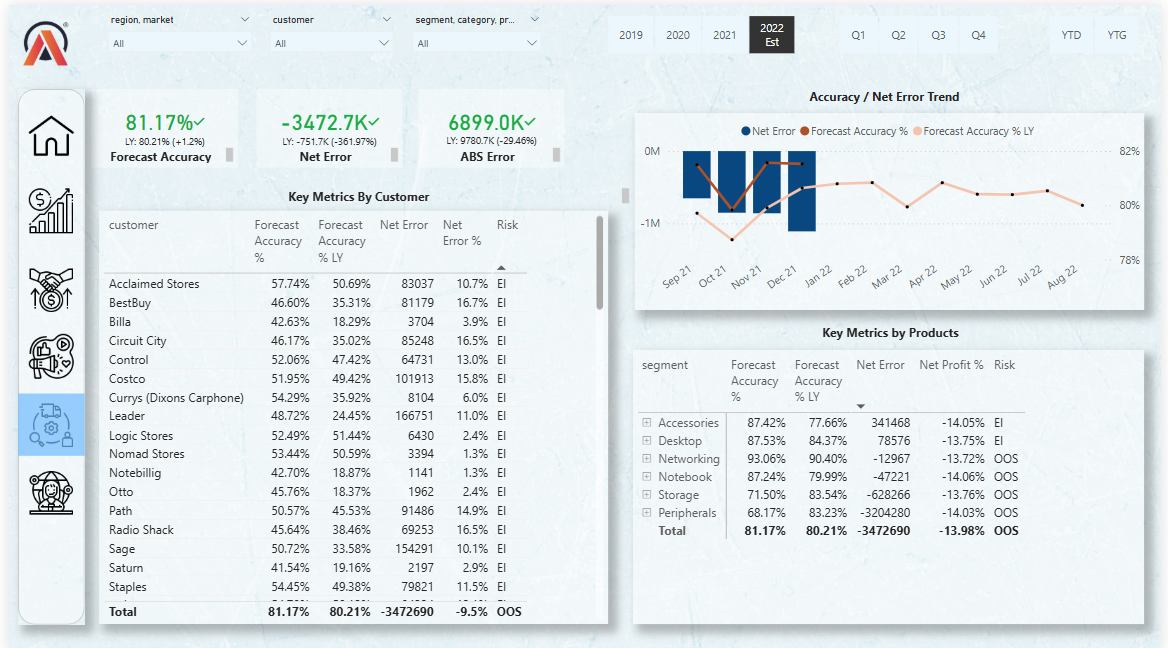 region, market
customer
segment, category, pr...
All
All
All
2019 2020 2021 2022 Est Q1 Q2 Q3 Q4 YTD YTG
81.17%
LY: 80.21% (+1.2%)
Forecast Accuracy
-3472.7K
LY: -751.7K (-361.97%)
Net Error
6899.0K
LY: 9780.7K (-29.46%)
ABS Error
Accuracy / Net Error Trend
Net Error Forecast Accuracy % Forecast Accuracy % LY
0M
-1M
82%
80%
78%
Sep 21 Oct 21 Nov 21 Dec 21 Jan 22 Feb 22 Mar 22 Apr 22 May 22 Jun 22 Jul 22 Aug 22
Key Metrics By Customer
customer Forecast Accuracy % Forecast Accuracy % LY Net Error Net Error % Risk
Acclaimed Stores 57.74% 50.69% 83037 10.7% EI
BestBuy 46.60% 35.31% 81179 16.7% EI
Billa 42.63% 18.29% 3704 3.9% EI
Circuit City 46.17% 35.02% 85248 16.5% EI
Control 52.06% 47.42% 64731 13.0% EI
Costco 51.95% 49.42% 101913 15.8% EI
Currys (Dixons Carphone) 54.29% 35.92% 8104 6.0% EI
Leader 48.72% 24.45% 166751 11.0% EI
Logic Stores 52.49% 51.44% 6430 2.4% EI
Nomad Stores 53.44% 50.59% 3394 1.3% EI
Notebillig 42.70% 18.87% 1141 1.3% EI
Otto 45.76% 18.37% 1962 2.4% EI
Path 50.57% 45.53% 91486 14.9% EI
Radio Shack 45.64% 38.46% 69253 16.5% EI
Sage 50.72% 33.58% 154291 10.1% EI
Saturn 41.54% 19.16% 2197 2.9% EI
Staples 54.45% 49.38% 79821 11.5% EI
Total 81.17% 80.21% -3472690 -9.5% OOS
Key Metrics by Products
segment Forecast Accuracy % Forecast Accuracy % LY Net Error Net Profit % Risk
Accessories 87.42% 77.66% 341468 -14.05% EI
Desktop 87.53% 84.37% 78576 -13.75% EI
Networking 93.06% 90.40% -12967 -13.72% OOS
Notebook 87.24% 79.99% -47221 -14.06% OOS
Storage 71.50% 83.54% -628266 -13.76% OOS
Peripherals 68.17% 83.23% -3204280 -14.03% OOS
Total 81.17% 80.21% -3472690 -13.98% OOS